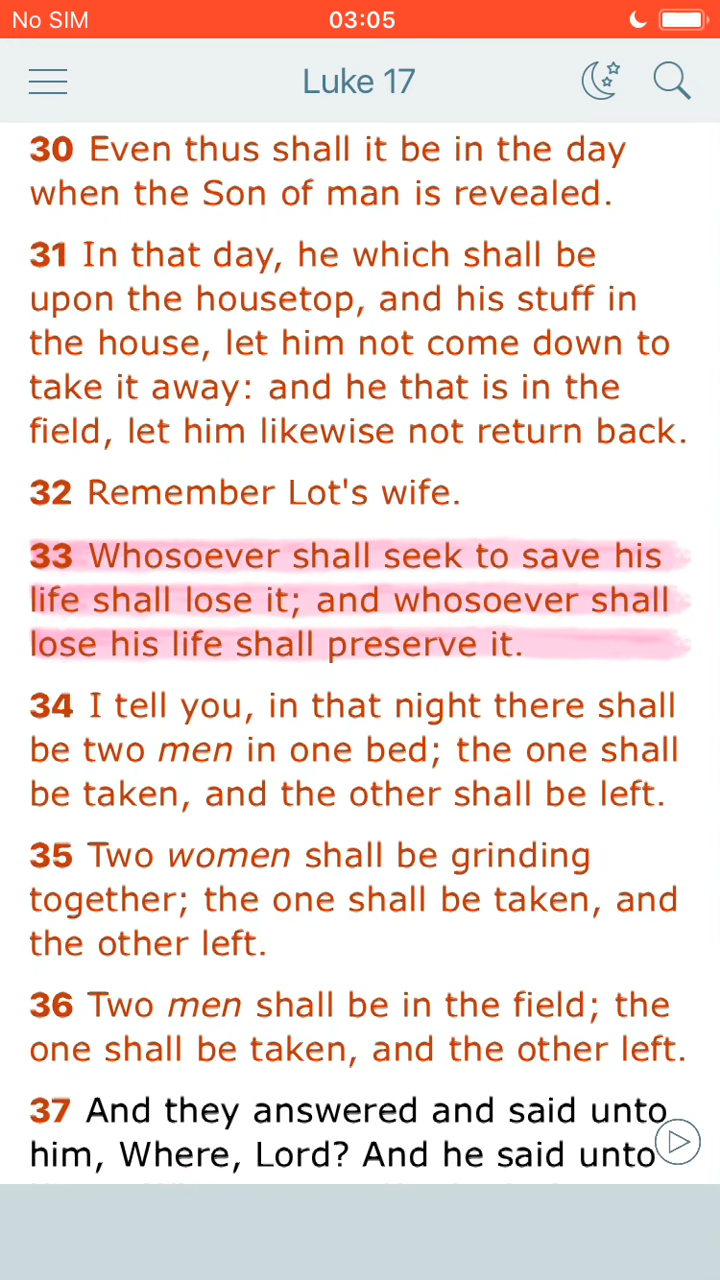 No SIM 03:05
Luke 17
30 Even thus shall it be in the day
when the Son of man is revealed.
31 In that day, he which shall be
upon the housetop, and his stuff in
the house, let him not come down to
take it away: and he that is in the
field, let him likewise not return back.
32 Remember Lot's wife.
33 Whosoever shall seek to save his
life shall lose it; and whosoever shall
lose his life shall preserve it.
34 I tell you, in that night there shall
be two men in one bed; the one shall
be taken, and the other shall be left.
35 Two women shall be grinding
together; the one shall be taken, and
the other left.
36 Two men shall be in the field; the
one shall be taken, and the other left.
37 And they answered and said unto
him, Where, Lord? And he said unto